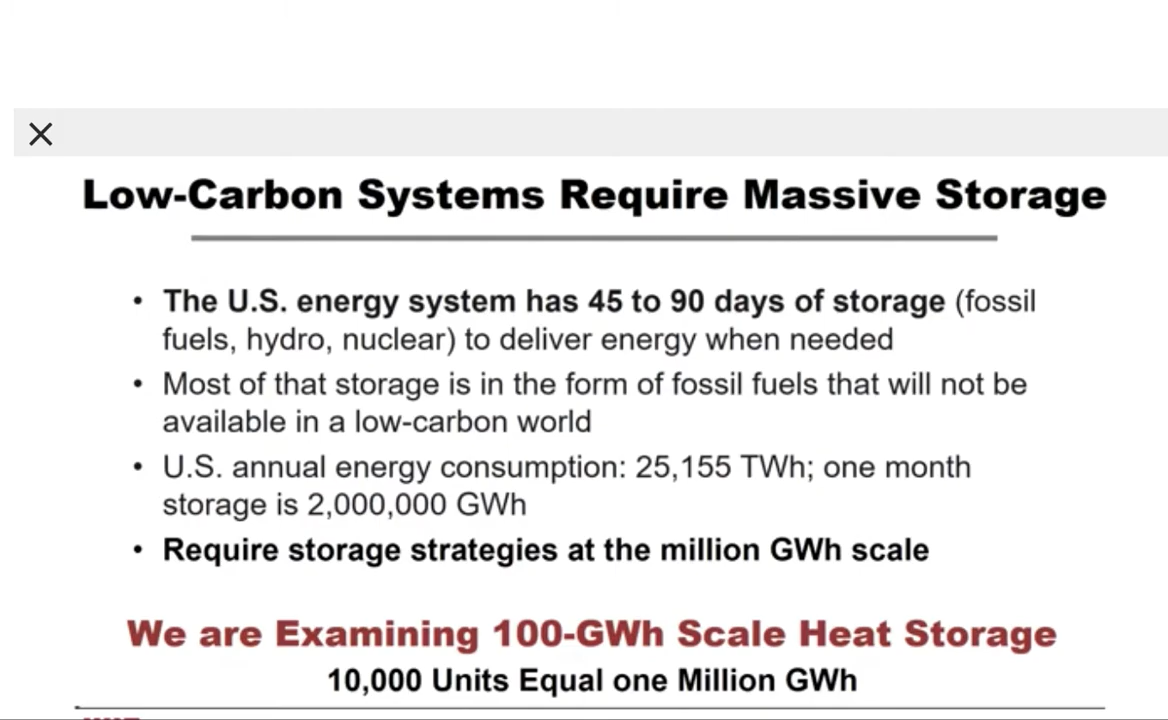 Low-Carbon Systems Require Massive Storage
• The U.S. energy system has 45 to 90 days of storage (fossil
fuels, hydro, nuclear) to deliver energy when needed
• Most of that storage is in the form of fossil fuels that will not be
available in a low-carbon world
• U.S. annual energy consumption: 25,155 TWh; one month
storage is 2,000,000 GWh
• Require storage strategies at the million GWh scale
We are Examining 100-GWh Scale Heat Storage
10,000 Units Equal one Million GWh